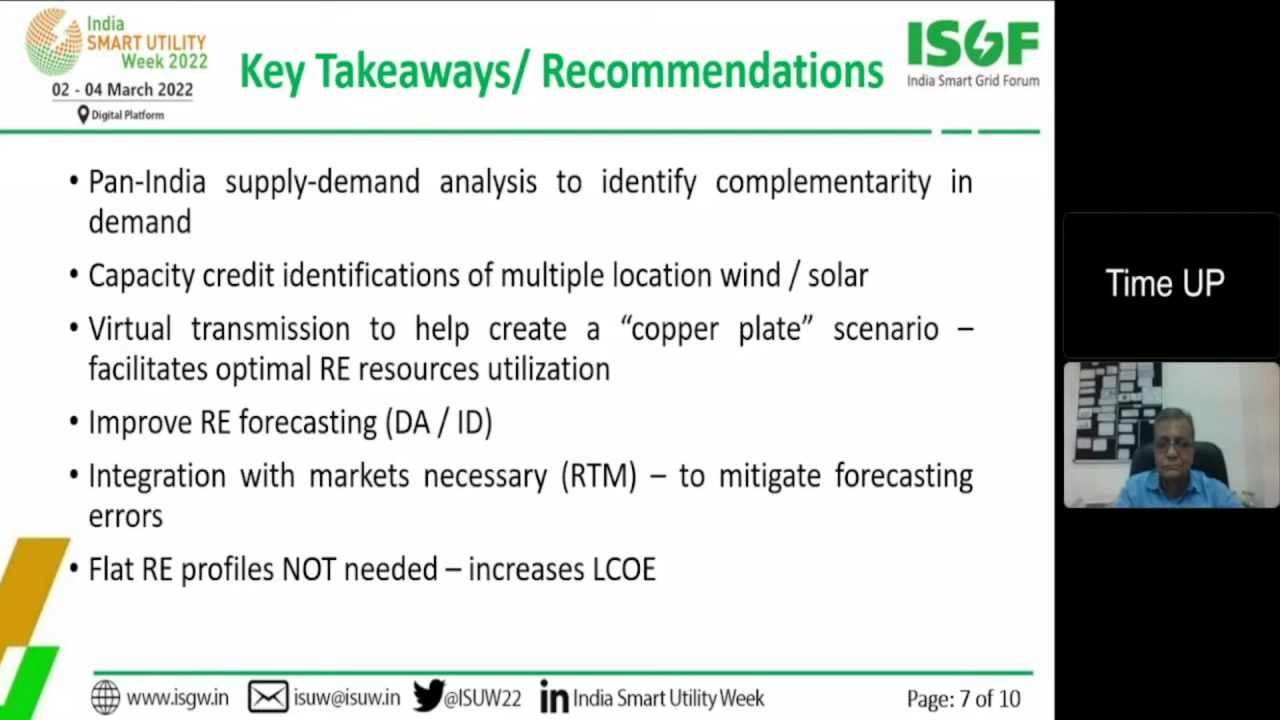 India
SMART UTILITY
Week 2022
02 - 04 March 2022
Digital Platform
Key Takeaways/ Recommendations
ISGF
India Smart Grid Forum
• Pan-India supply-demand analysis to identify complementarity in
demand
• Capacity credit identifications of multiple location wind / solar
• Virtual transmission to help create a “copper plate” scenario –
facilitates optimal RE resources utilization
• Improve RE forecasting (DA / ID)
• Integration with markets necessary (RTM) – to mitigate forecasting
errors
• Flat RE profiles NOT needed – increases LCOE
Time UP
www.isgw.in
isuw@isuw.in
@ISUW22
in India Smart Utility Week
Page: 7 of 10